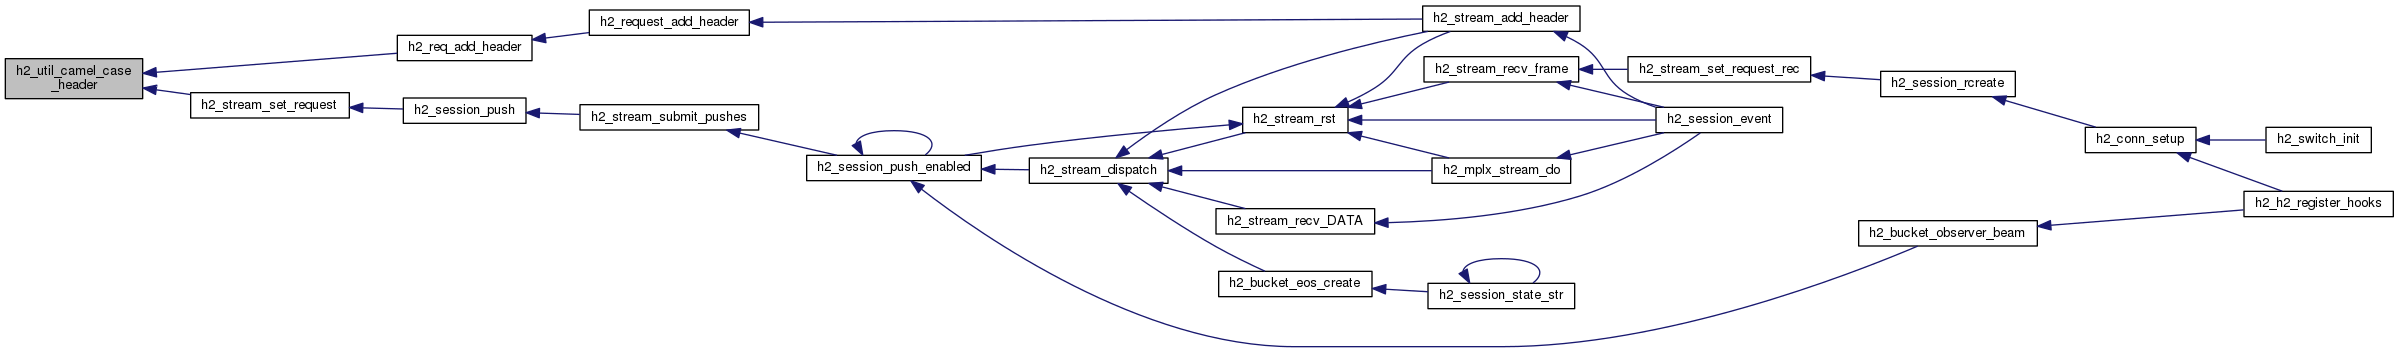 h2_util_camel_case
_header
h2_req_add_header
h2_request_add_header
h2_stream_add_header
h2_stream_set_request
h2_session_push
h2_stream_submit_pushes
h2_session_push_enabled
h2_stream_dispatch
h2_stream_rst
h2_stream_recv_frame
h2_stream_set_request_rec
h2_session_rcreate
h2_session_event
h2_mplx_stream_do
h2_stream_recv_DATA
h2_bucket_eos_create
h2_session_state_str
h2_conn_setup
h2_switch_init
h2_h2_register_hooks
h2_bucket_observer_beam